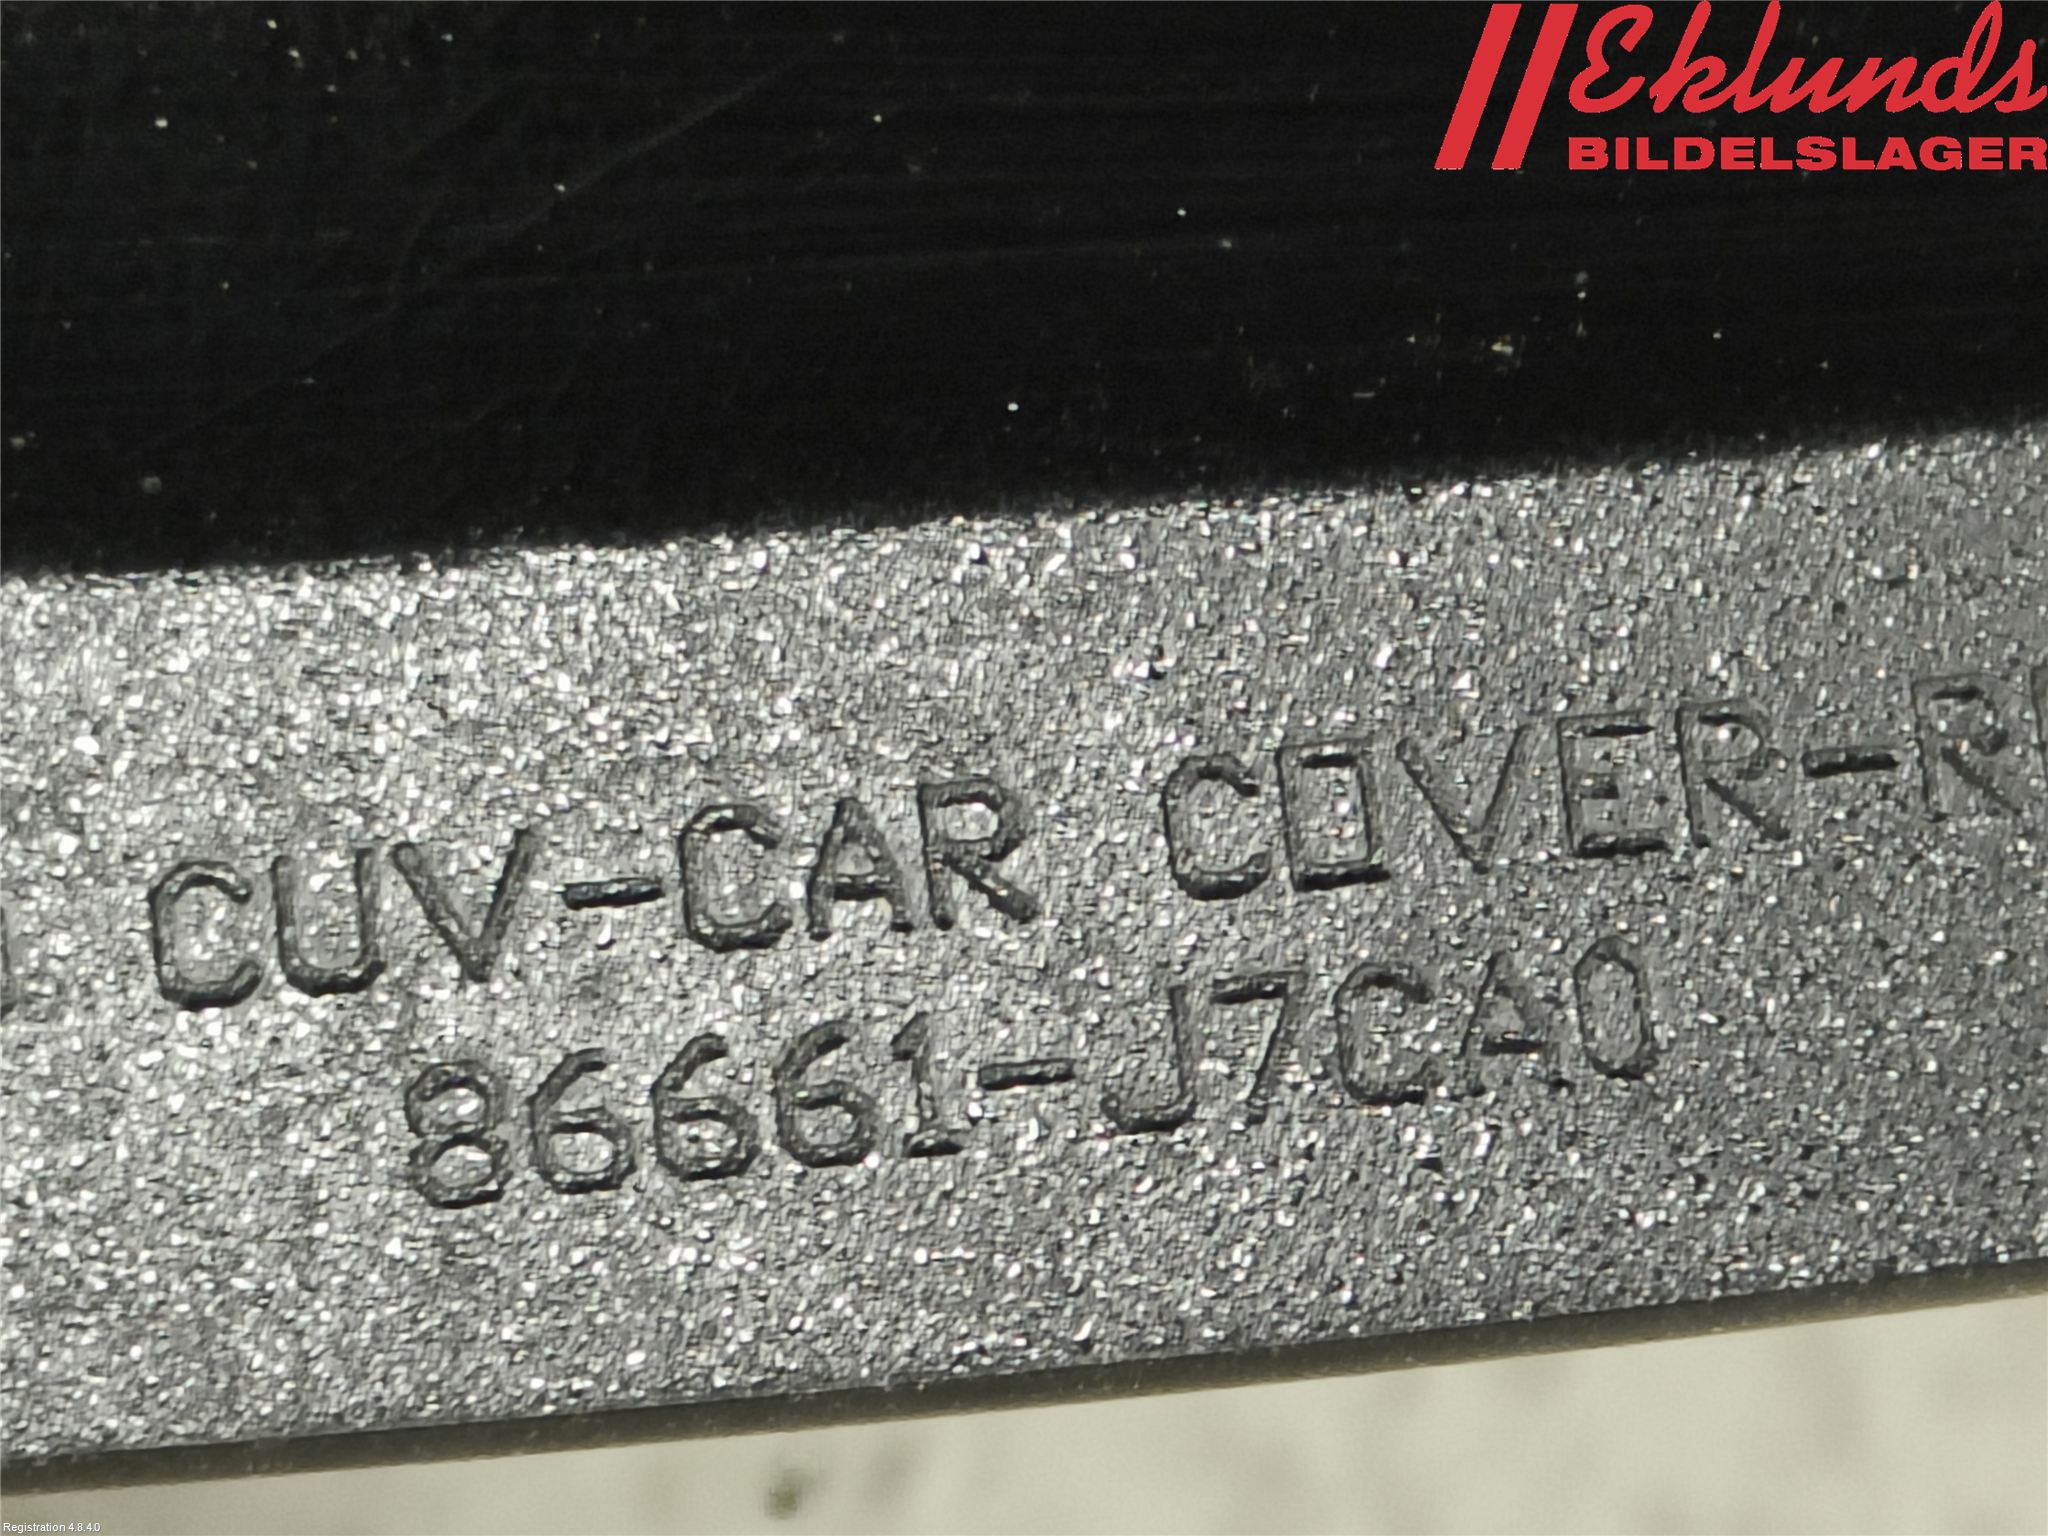 Eklunds
BILDELSLAGER
CUV-CAR COVER-R
86661-J7CA0
Registration 4.8.4.0